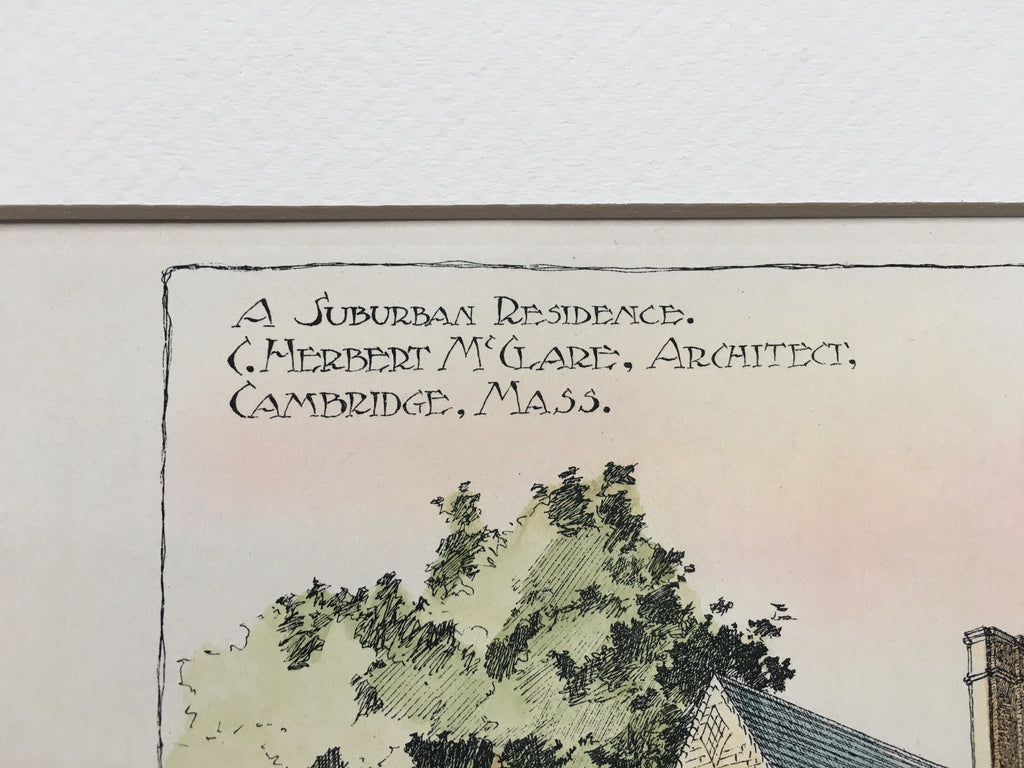 A SUBURBAN RESIDENCE.
C. HERBERT McCLARE, ARCHITECT,
CAMBRIDGE, MASS.